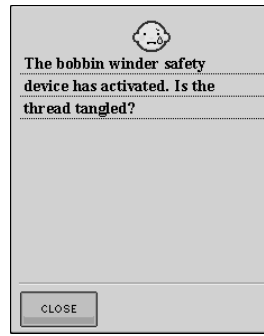 The bobbin winder safety
device has activated. Is the
thread tangled?
CLOSE